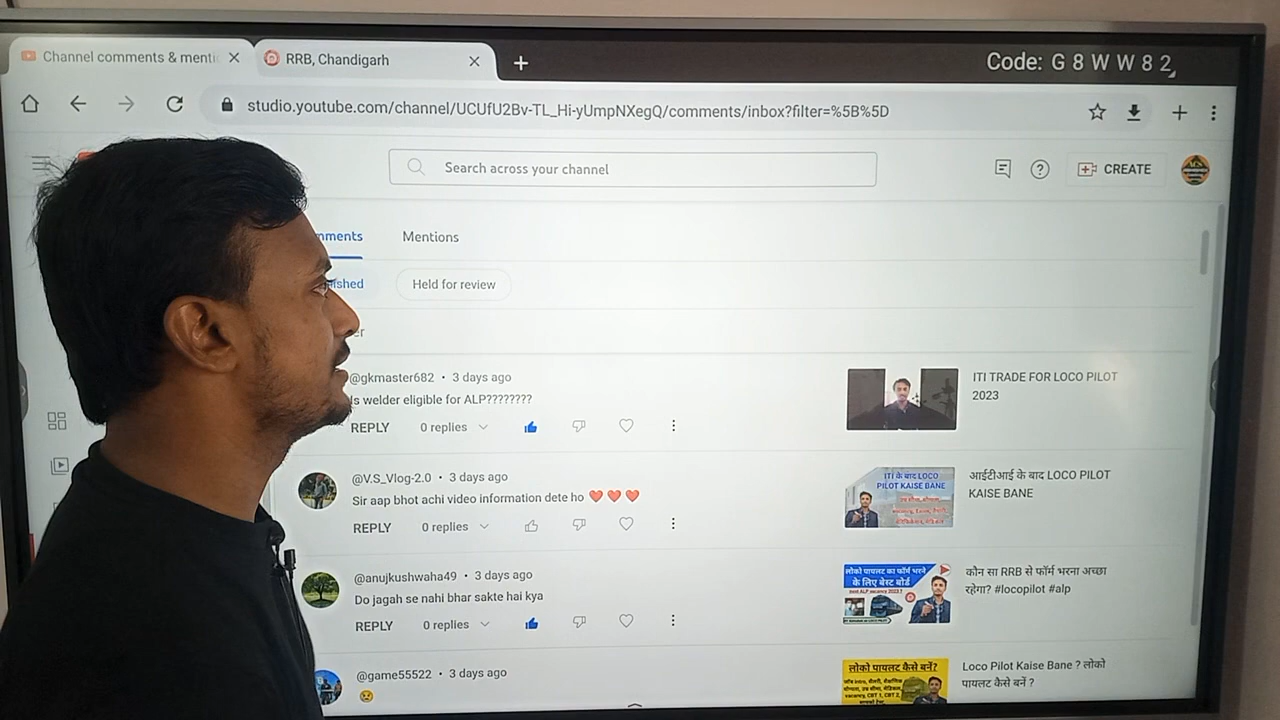 Channel comments & menti
RRB, Chandigarh
Code: G 8 W W 8 2
studio.youtube.com/channel/UCUfU2Bv-TL_Hi-yUmpNXegQ/comments/inbox?filter=%5B%5D
Search across your channel
CREATE
mments
Mentions
ished
Held for review
er
@gkmaster682 • 3 days ago
Is welder eligible for ALP????????
REPLY 0 replies
ITI TRADE FOR LOCO PILOT
2023
@V.S_Vlog-2.0 • 3 days ago
Sir aap bhot achi video information dete ho ❤️❤️❤️
REPLY 0 replies
ITI के बाद LOCO
PILOT KAISE BANE
आईटीआई के बाद LOCO PILOT
KAISE BANE
@anujkushwaha49 • 3 days ago
Do jagah se nahi bhar sakte hai kya
REPLY 0 replies
लोको पायलट का फॉर्म भरने
के लिए बेस्ट बोर्ड
कौन सा RRB से फॉर्म भरना अच्छा
रहेगा? #locopilot #alp
@game55522 • 3 days ago
😢
लोको पायलट कैसे बनें?
Loco Pilot Kaise Bane ? लोको
पायलट कैसे बनें ?